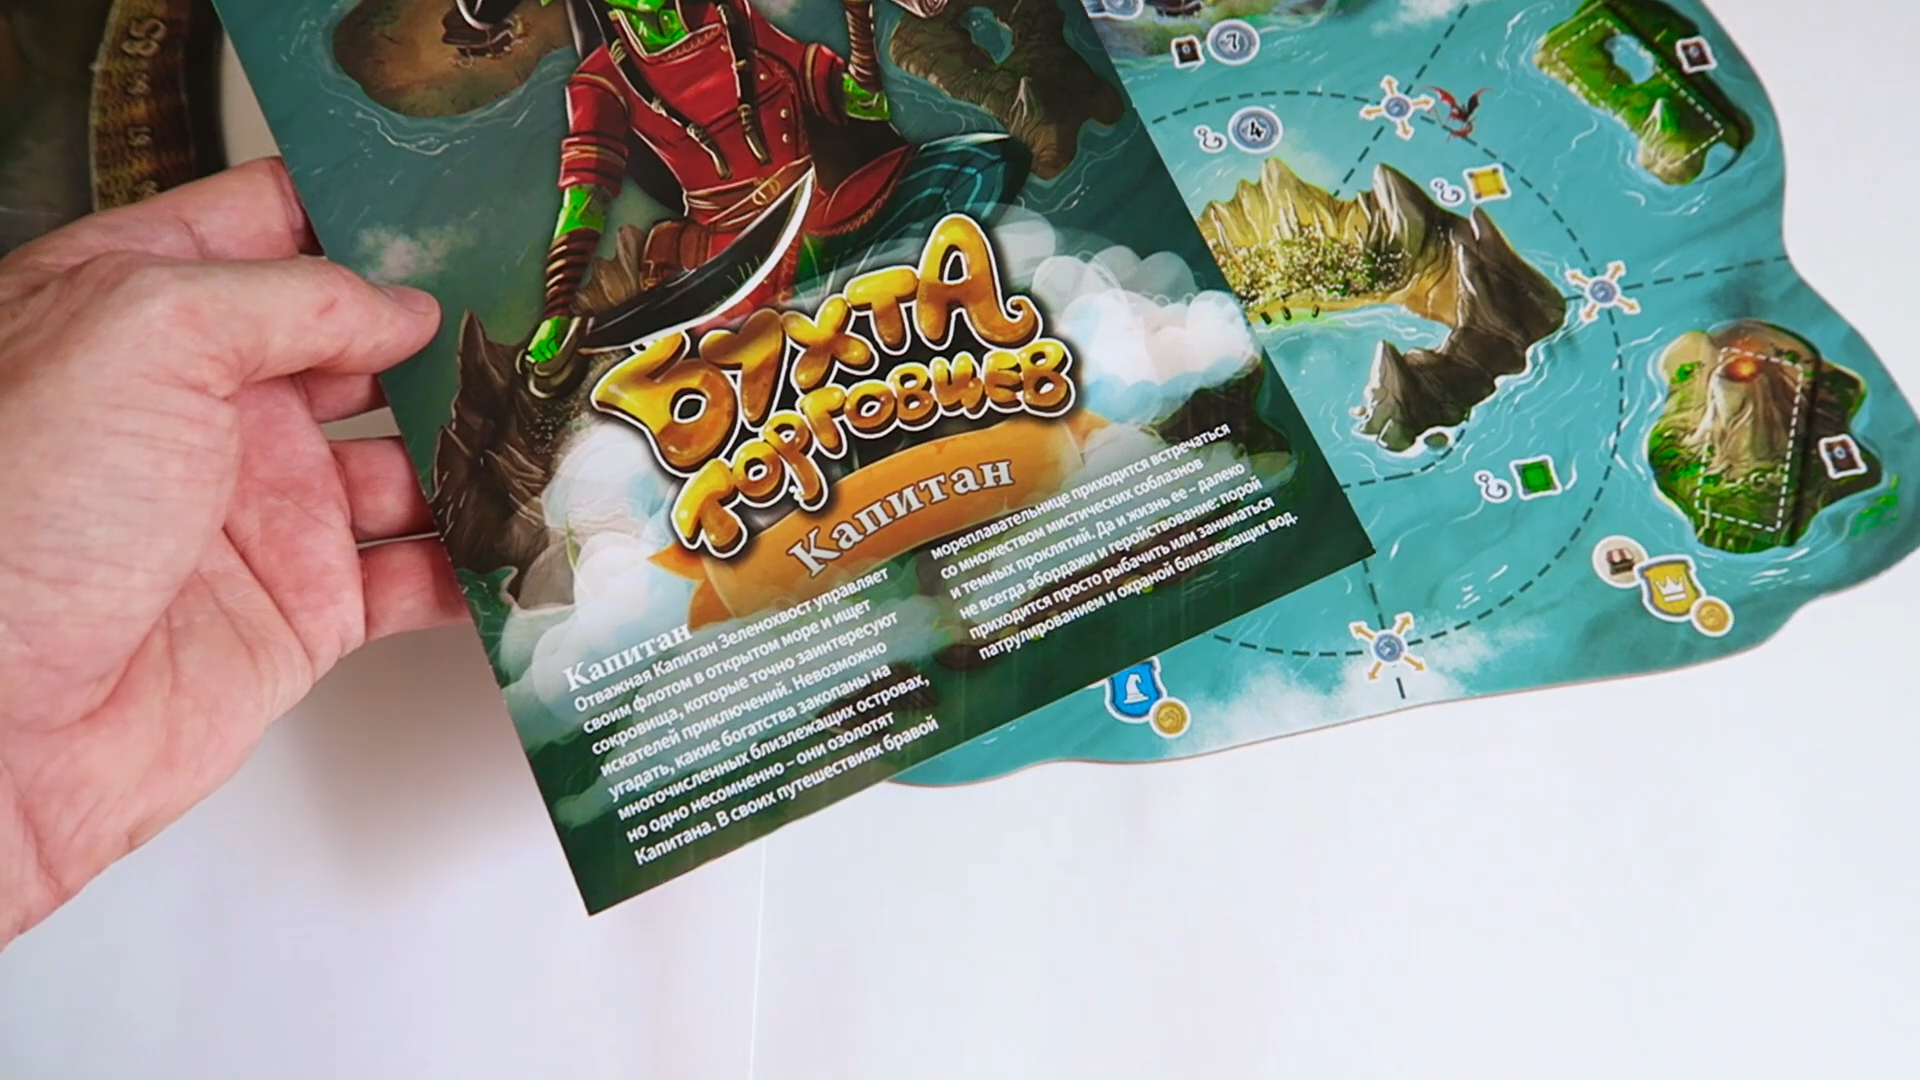 85
7
4
БУХТА
ТОРГОВЦЕВ
Капитан
Капитан
Отважная Капитан Зеленохвост управляет
своим флотом в открытом море и ищет
сокровища, которые точно заинтересуют
искателей приключений. Невозможно
угадать, какие богатства закопаны на
многочисленных близлежащих островах,
но одно несомненно – они озолотят
Капитана. В своих путешествиях бравой
мореплавательнице приходится встречаться
со множеством мистических соблазнов
и темных проклятий. Да и жизнь ее – далеко
не всегда абордажи и геройствование: порой
приходится просто рыбачить или заниматься
патрулированием и охраной близлежащих вод.